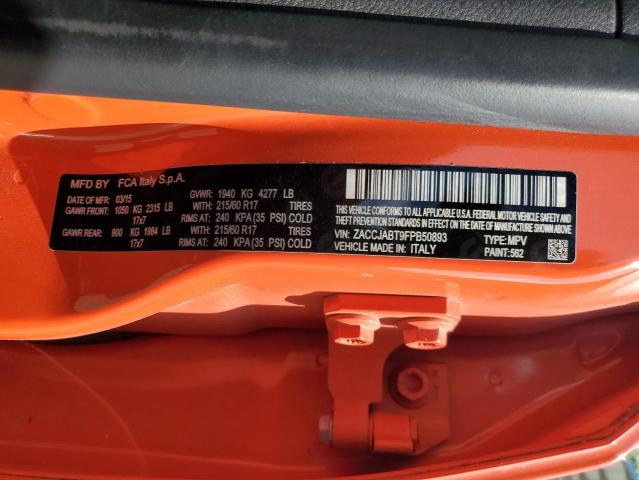 MFD BY FCA Italy S.p.A.
DATE OF MFR 03/15 GVWR: 1940 KG 4277 LB
GAWR FRONT: 1050 KG 2315 LB WITH: 215/60 R17 TIRES
17x7 RIMS AT: 240 KPA(35 PSI) COLD
GAWR REAR: 900 KG 1984 LB WITH: 215/60 R17 TIRES
17x7 RIMS AT: 240 KPA(35 PSI) COLD
THIS VEHICLE CONFORMS TO ALL APPLICABLE U.S.A. FEDERAL MOTOR VEHICLE SAFETY AND
THEFT PREVENTION STANDARDS IN EFFECT ON THE DATE OF MANUFACTURE SHOWN ABOVE.
VIN: ZACCJABT9FPB50893 TYPE: MPV
VEHICLE MADE IN: ITALY PAINT: 562